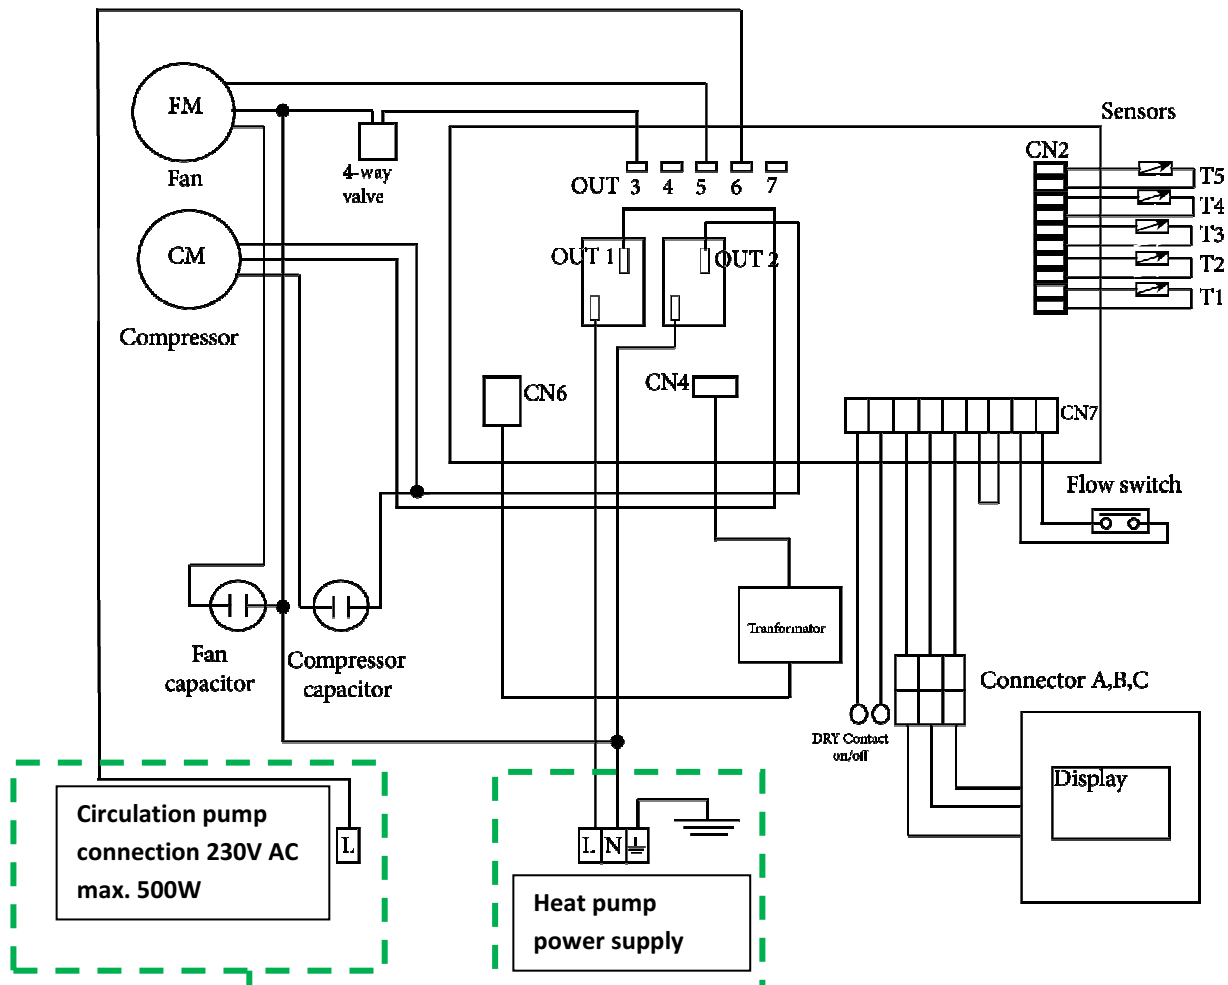 Sensors
FM
Fan
4-way
valve
OUT 3 4 5 6 7
CN2
T5
T4
T3
T2
T1
CM
Compressor
OUT 1
OUT 2
CN6
CN4
CN7
Flow switch
Tranformator
Fan
capacitor
Compressor
capacitor
Connector A,B,C
DRY Contact
on/off
Display
Circulation pump
connection 230V AC
max. 500W
L
L N
Heat pump
power supply